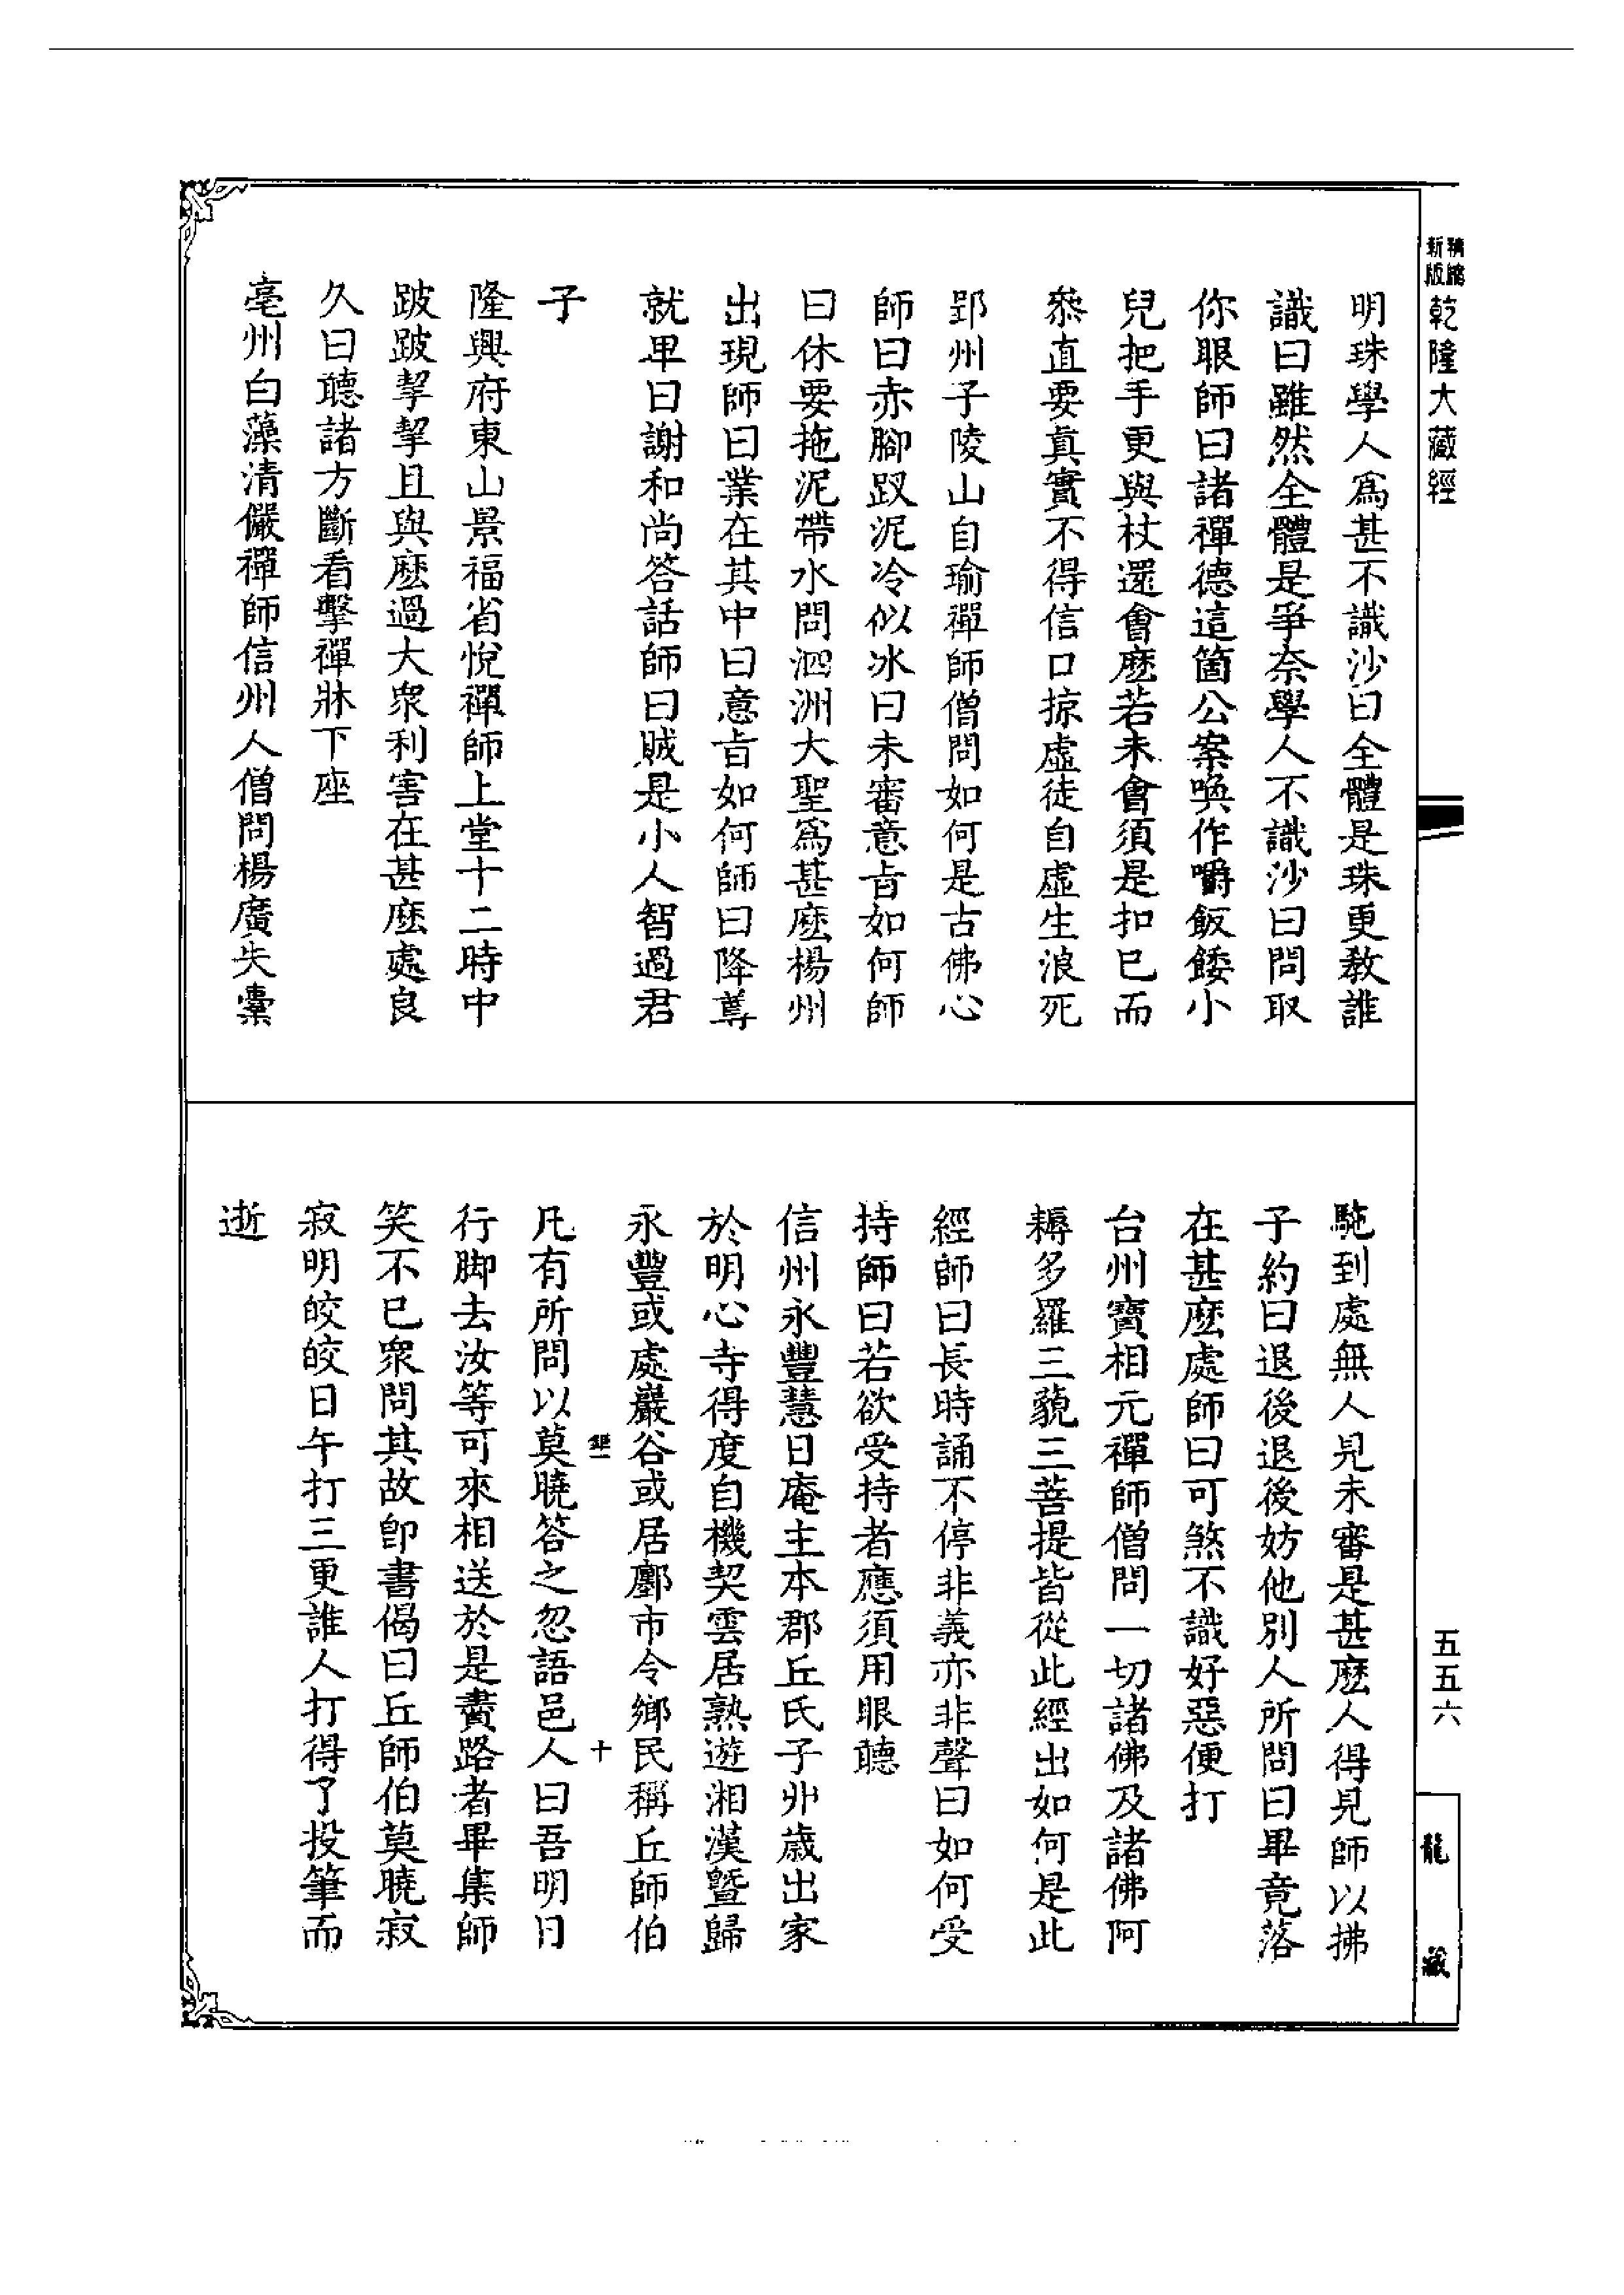 精縮
新版
乾隆大藏經
明珠學人爲甚不識沙曰全體是珠更教誰
識曰雖然全體是爭奈學人不識沙曰問取
你眼師曰諸禪德這箇公案喚作嚼飯餧小
兒把手更與杖還會麽若未會須是扣已而
叅直要真實不得信口掠虛徒自虛生浪死
郢州子陵山自瑜禪師僧問如何是古佛心
師曰赤腳跤泥冷似氷曰未審意旨如何師
曰休要拖泥帶水問泗洲大聖爲甚麽楊州
出現師曰業在其中曰意旨如何師曰降尊
就卑曰謝和尚答話師曰賊是小人智過君
子
隆興府東山景福省悅禪師上堂十二時中
跛跛挈挈且與麽過大衆利害在甚麽處良
久曰聽諸方斷看擊禪牀下座
亳州白藻清儼禪師信州人僧問楊廣失橐
駞到處無人見未審是甚麽人得見師以拂
子約曰退後退後妨他別人所問曰畢竟落
在甚麽處師曰可煞不識好惡便打
台州寶相元禪師僧問一切諸佛及諸佛阿
耨多羅三藐三菩提皆從此經出如何是此
經師曰長時誦不停非義亦非聲曰如何受
持師曰若欲受持者應須用眼聽
信州永豐慧日庵主本郡丘氏子丱歲出家
於明心寺得度自機契雲居熟遊湘漢暨歸
永豐或處巖谷或居鄽市令鄉民稱丘師伯
十
凡有所問以莫曉答之忽語邑人曰吾明日
行脚去汝等可來相送於是賷路者畢集師
笑不已衆問其故卽書偈曰丘師伯莫曉寂
寂明皎皎日午打三更誰人打得了投筆而
逝
五五六
龍藏